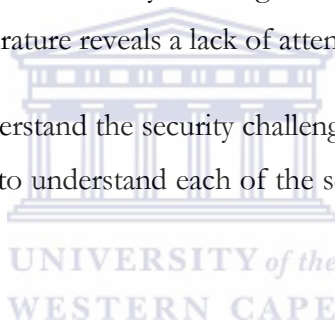 rature reveals a lack of atten
erstand the security challeng
to understand each of the s
UNIVERSITY of the
WESTERN CAPE